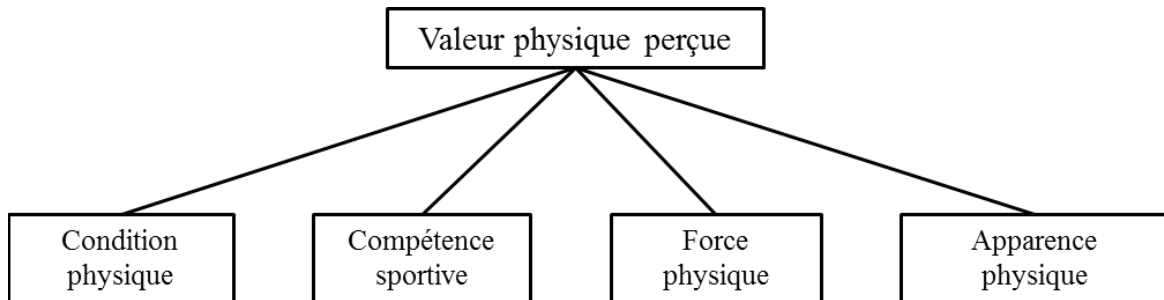 Valeur physique perçue
Condition
physique
Compétence
sportive
Force
physique
Apparence
physique